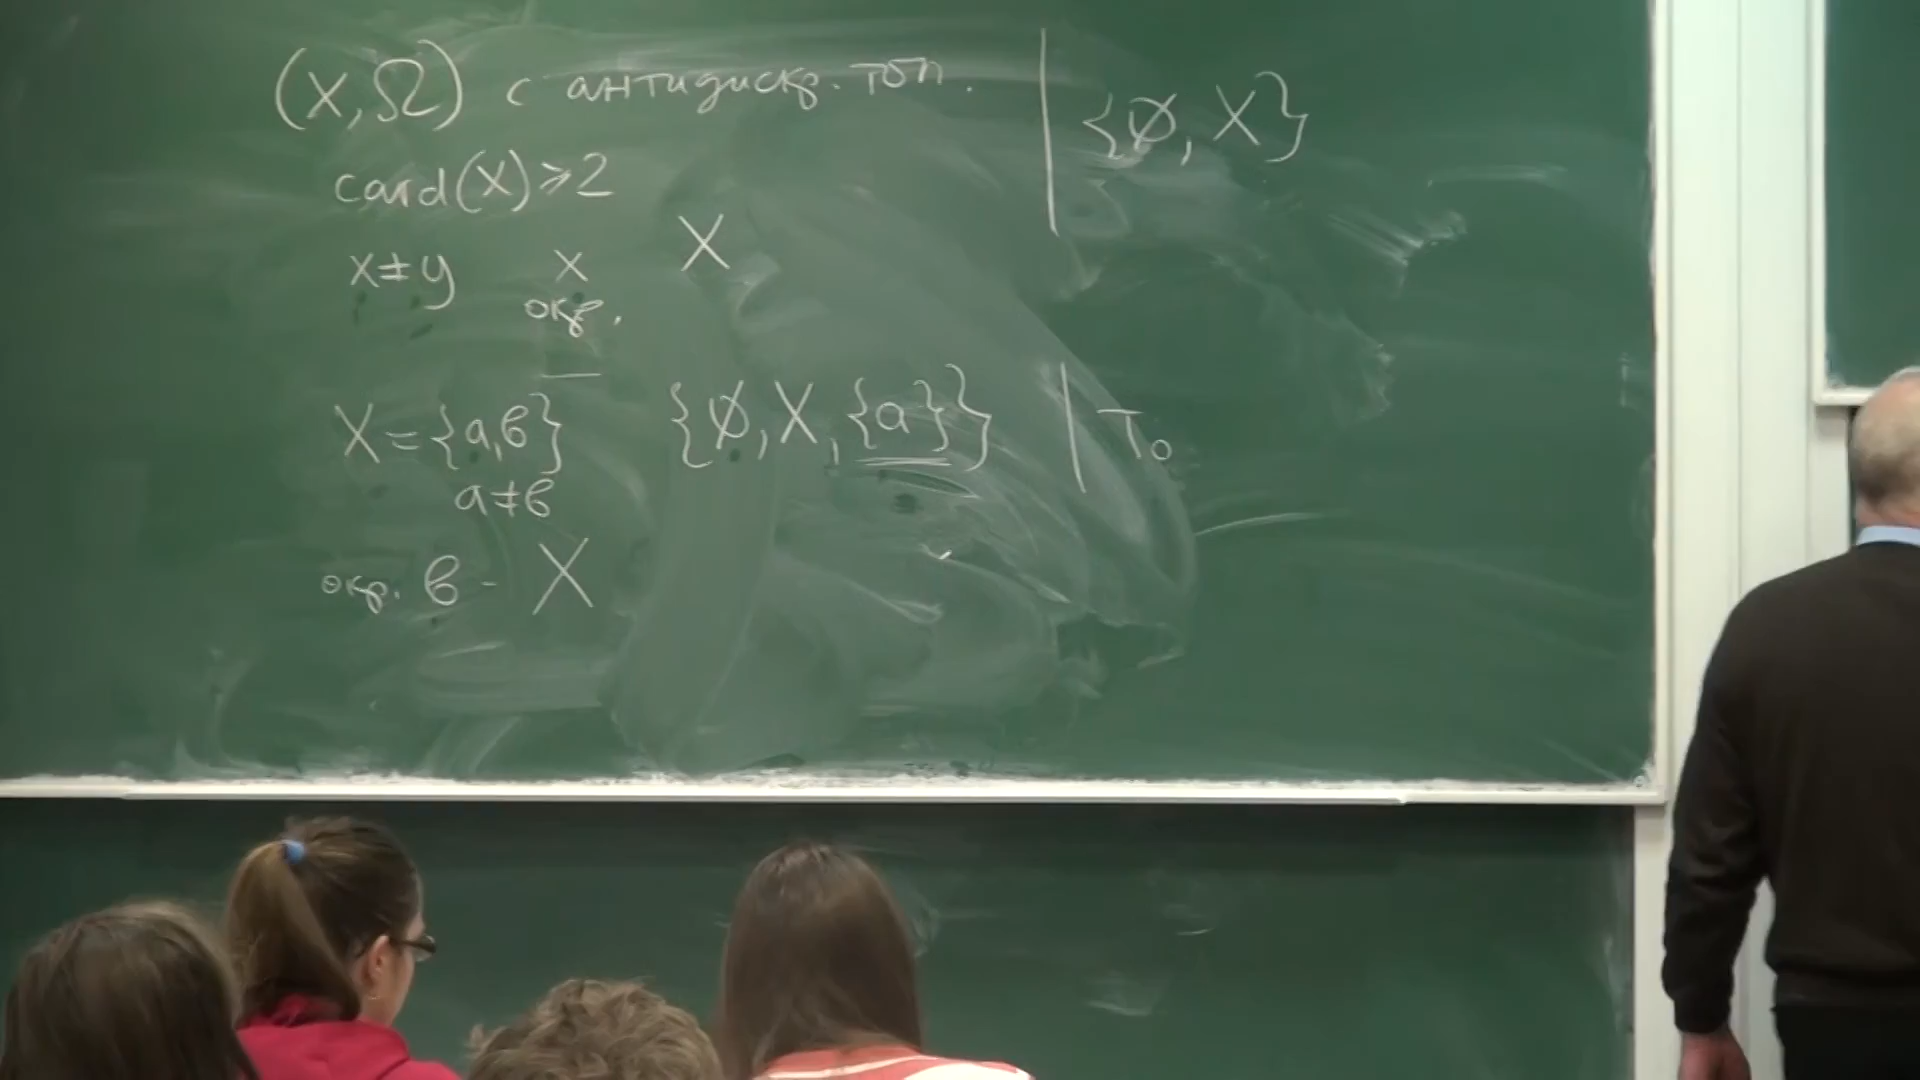 (X, Ω) с антидискр. топ. | {∅, X}
card(X) ⩾ 2
x ≠ y x X
окр.
X = {a, b} {∅, X, {a}} | T₀
a ≠ b
окр. b - X